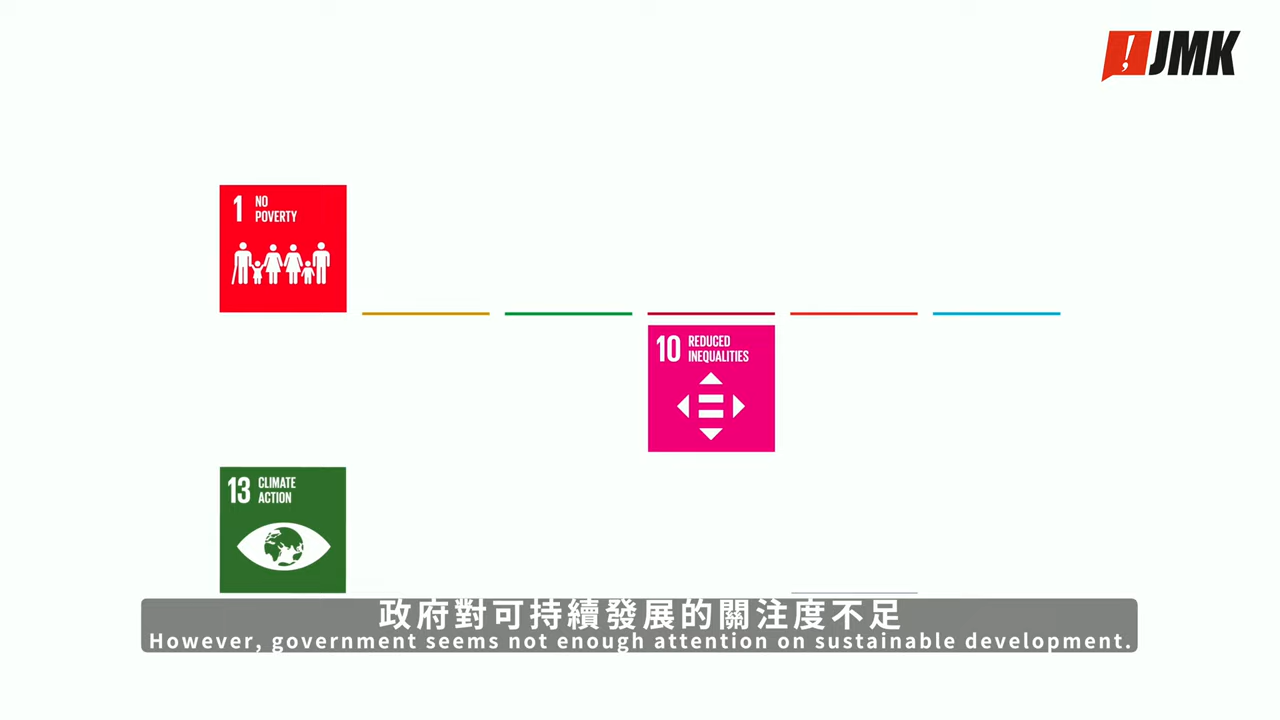 !JMK
1 NO
POVERTY
10 REDUCED
INEQUALITIES
13 CLIMATE
ACTION
政府對可持續發展的關注度不足
However, government seems not enough attention on sustainable development.